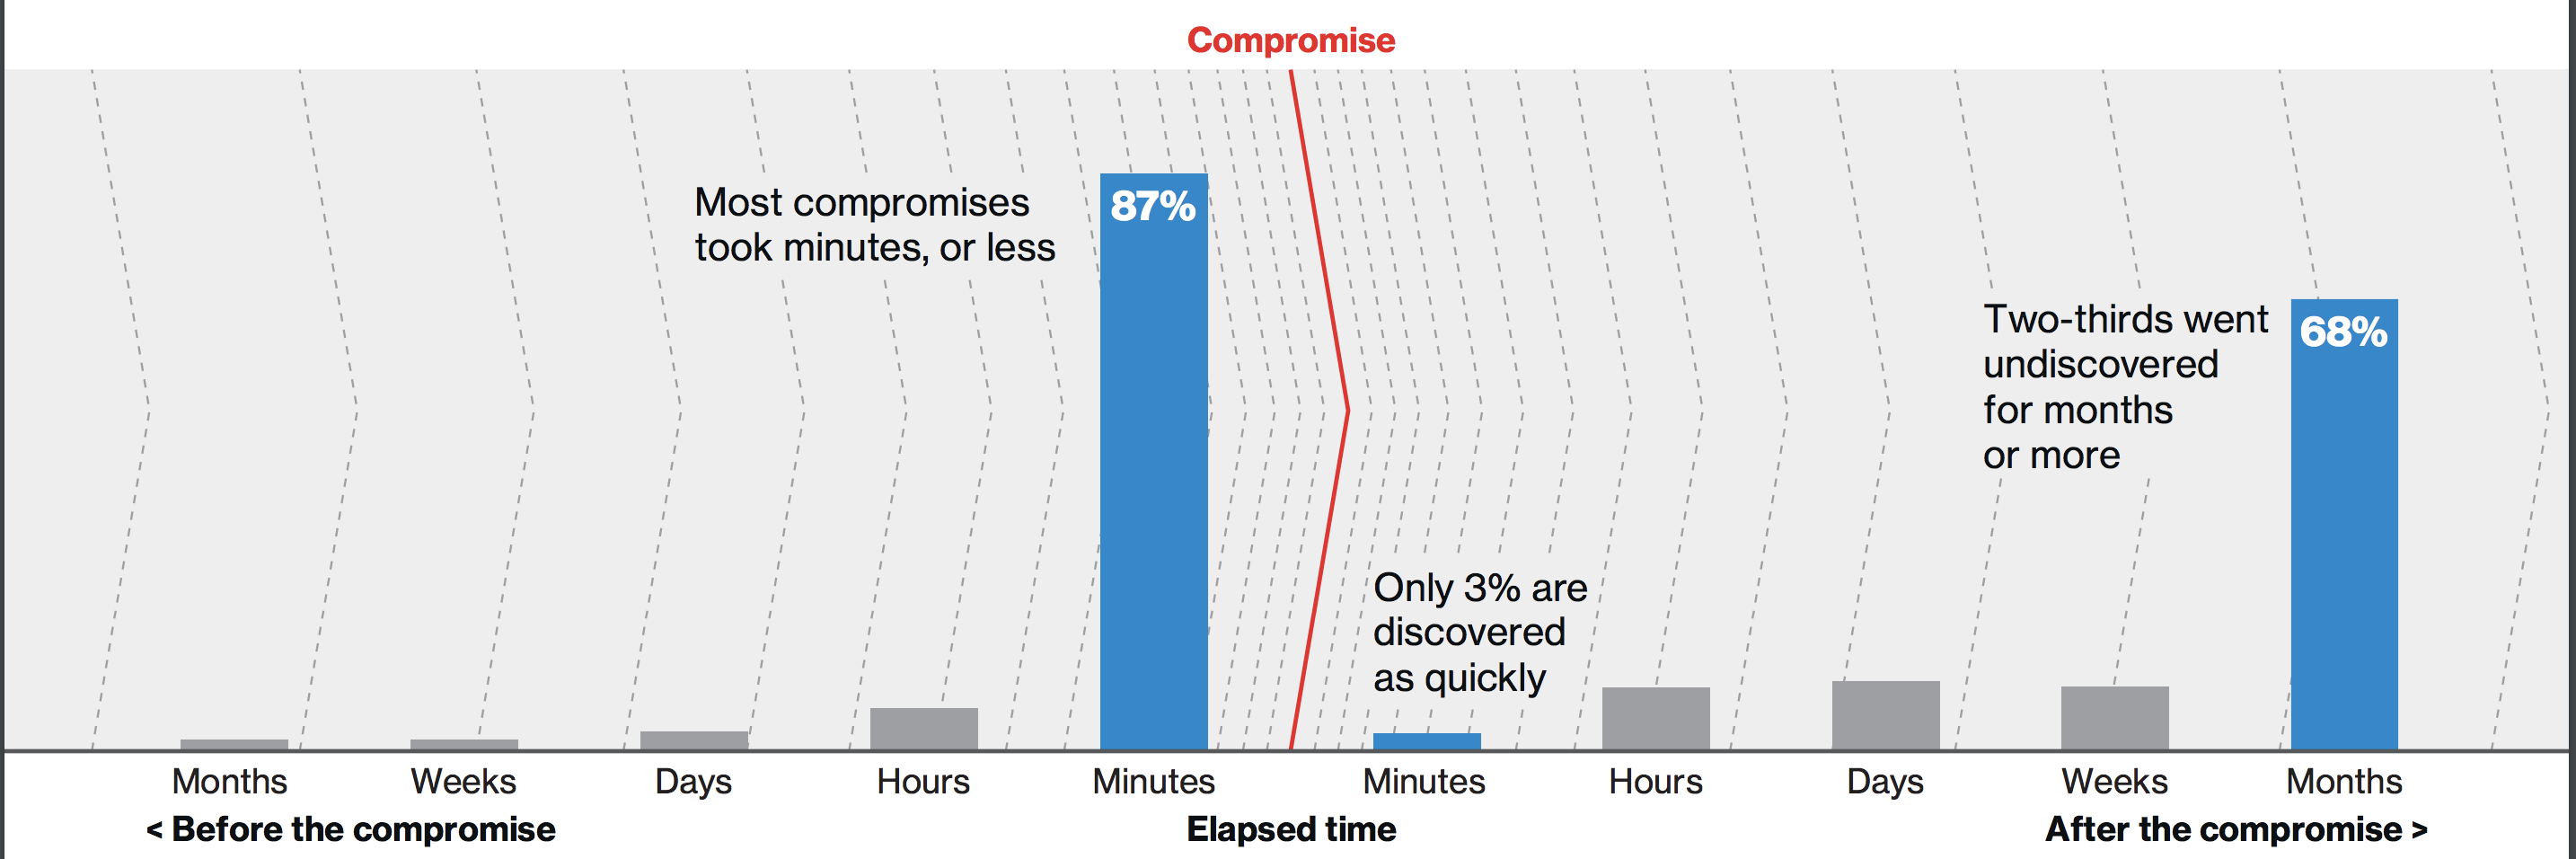 Compromise
Most compromises
took minutes, or less
87%
Only 3% are
discovered
as quickly
Two-thirds went
undiscovered
for months
or more
68%
Months
Weeks
Days
Hours
Minutes
Minutes
Hours
Days
Weeks
Months
< Before the compromise
Elapsed time
After the compromise >